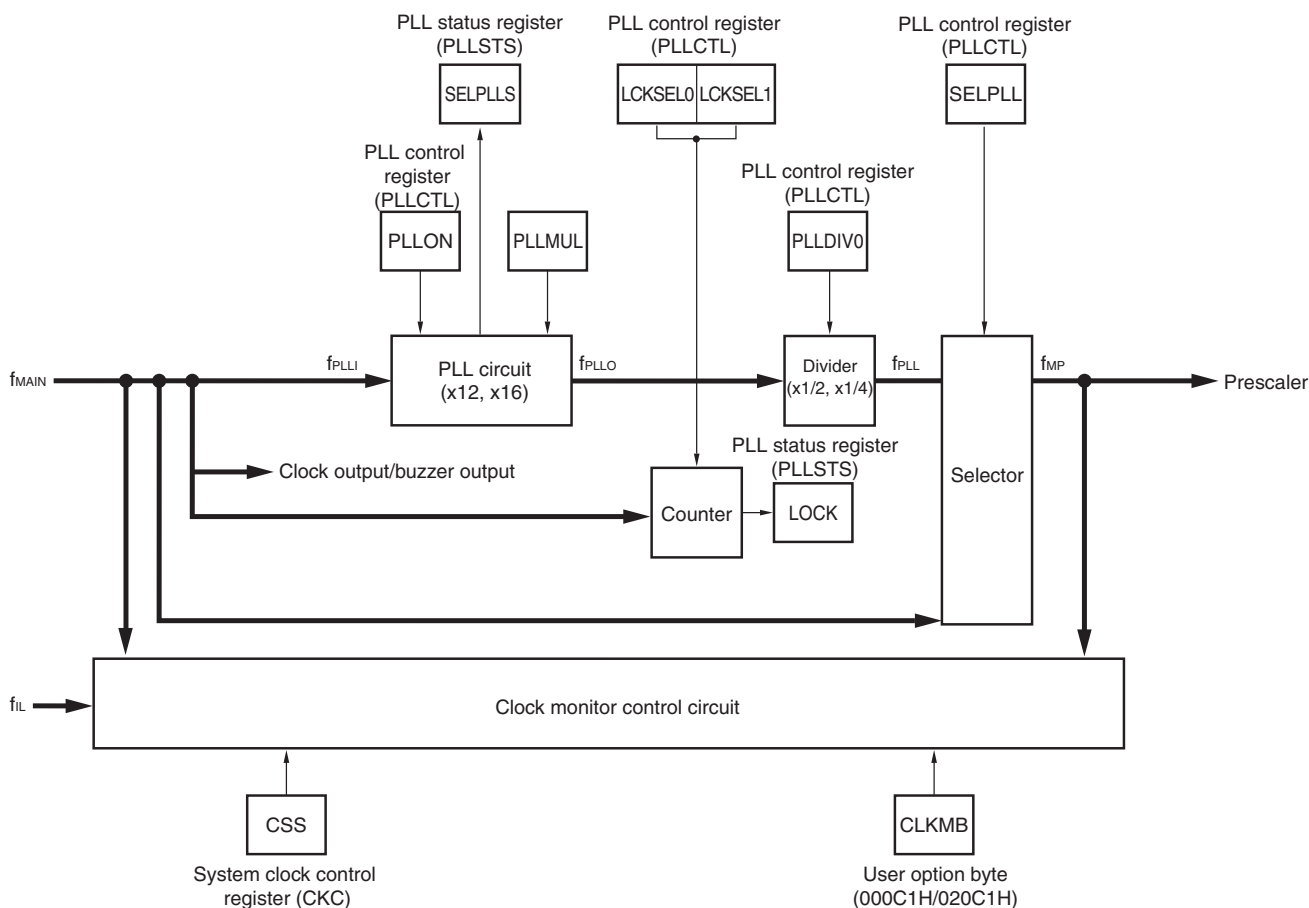 PLL status register
(PLLSTS)
SELPLLS
PLL control register
(PLLCTL)
LCKSEL0 LCKSEL1
PLL control register
(PLLCTL)
SELPLL
PLL control
register
(PLLCTL)
PLLON
PLLMUL
PLL control register
(PLLCTL)
PLLDIV0
fMAIN
fPLLI
PLL circuit
(x12, x16)
fPLLO
Divider
(x1/2, x1/4)
fPLL
Selector
fMP
Prescaler
Clock output/buzzer output
Counter
PLL status register
(PLLSTS)
LOCK
fIL
Clock monitor control circuit
CSS
System clock control
register (CKC)
CLKMB
User option byte
(000C1H/020C1H)